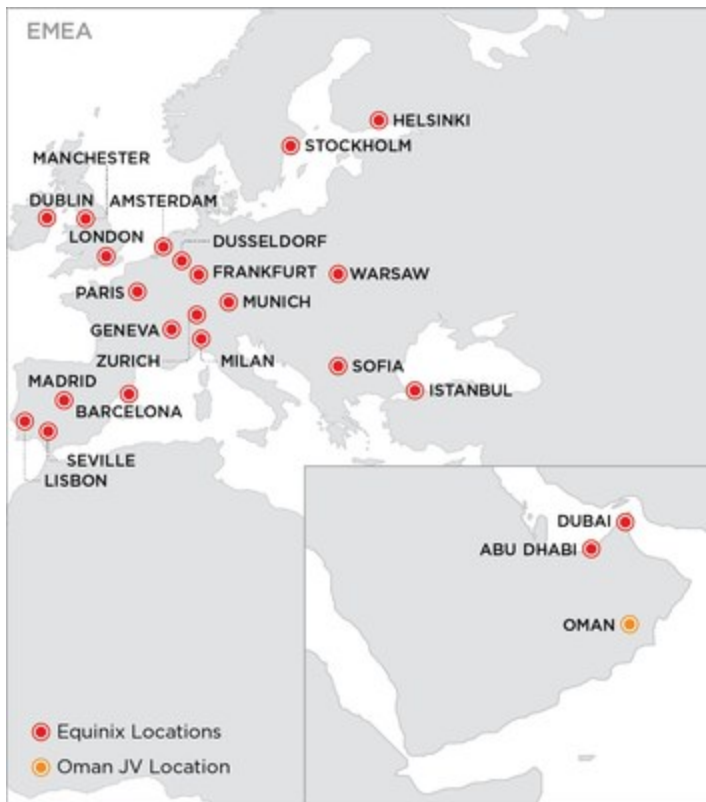 EMEA
HELSINKI
STOCKHOLM
MANCHESTER
DUBLIN
AMSTERDAM
LONDON
DUSSELDORF
FRANKFURT
WARSAW
PARIS
MUNICH
GENEVA
ZURICH
MILAN
SOFIA
MADRID
ISTANBUL
BARCELONA
SEVILLE
LISBON
DUBAI
ABU DHABI
OMAN
Equinix Locations
Oman JV Location